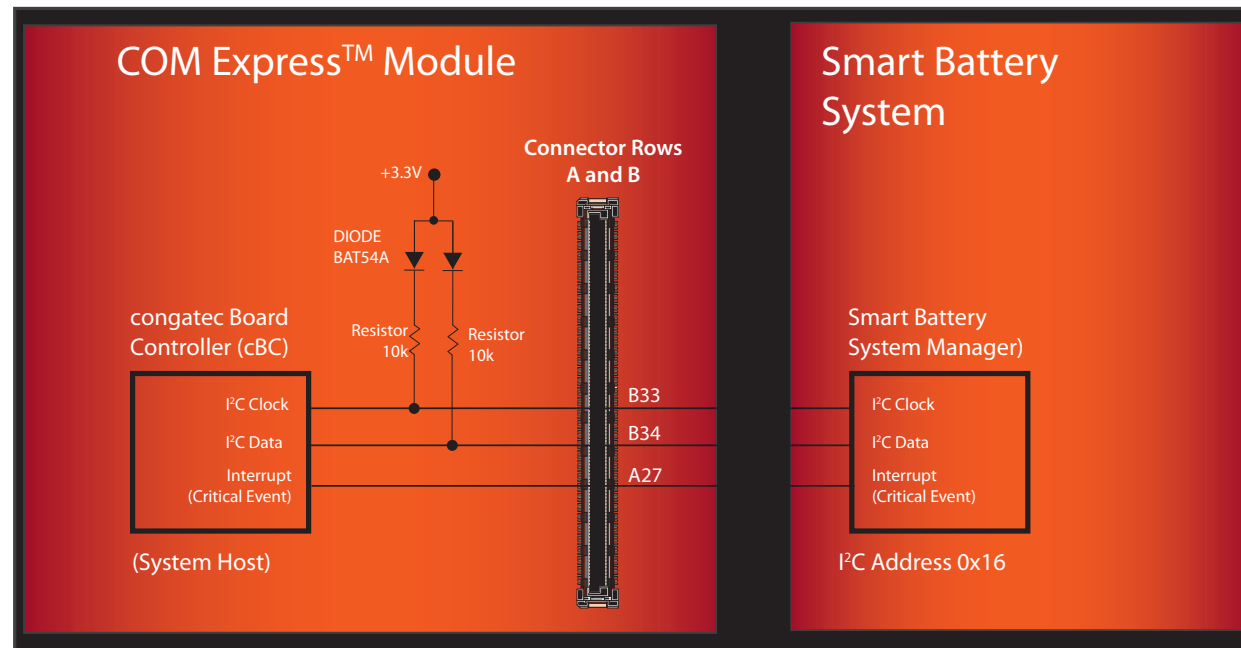 COM Express™ Module
Connector Rows
A and B
+3.3V
DIODE
BAT54A
Resistor
10k
Resistor
10k
congatec Board
Controller (cBC)
I²C Clock
I²C Data
Interrupt
(Critical Event)
(System Host)
B33
B34
A27
Smart Battery
System
Smart Battery
System Manager)
I²C Clock
I²C Data
Interrupt
(Critical Event)
I²C Address 0x16